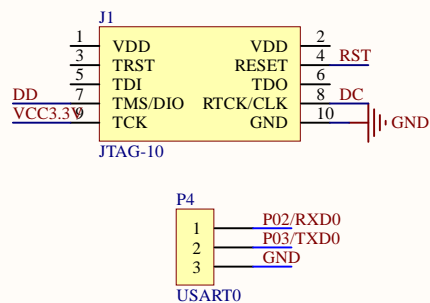 J1
1 VDD VDD 2
3 TRST RESET 4 RST
5 TDI TDO 6
DD 7 TMS/DIO RTCK/CLK 8 DC
VCC3.3V 9 TCK GND 10 GND
JTAG-10
P4
1 P02/RXD0
2 P03/TXD0
3 GND
USART0